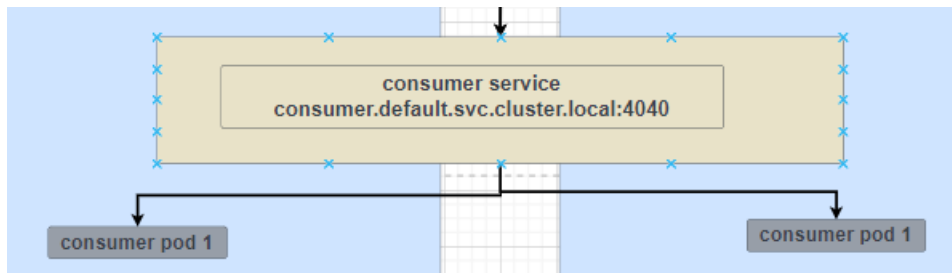 consumer service
consumer.default.svc.cluster.local:4040
consumer pod 1
consumer pod 1